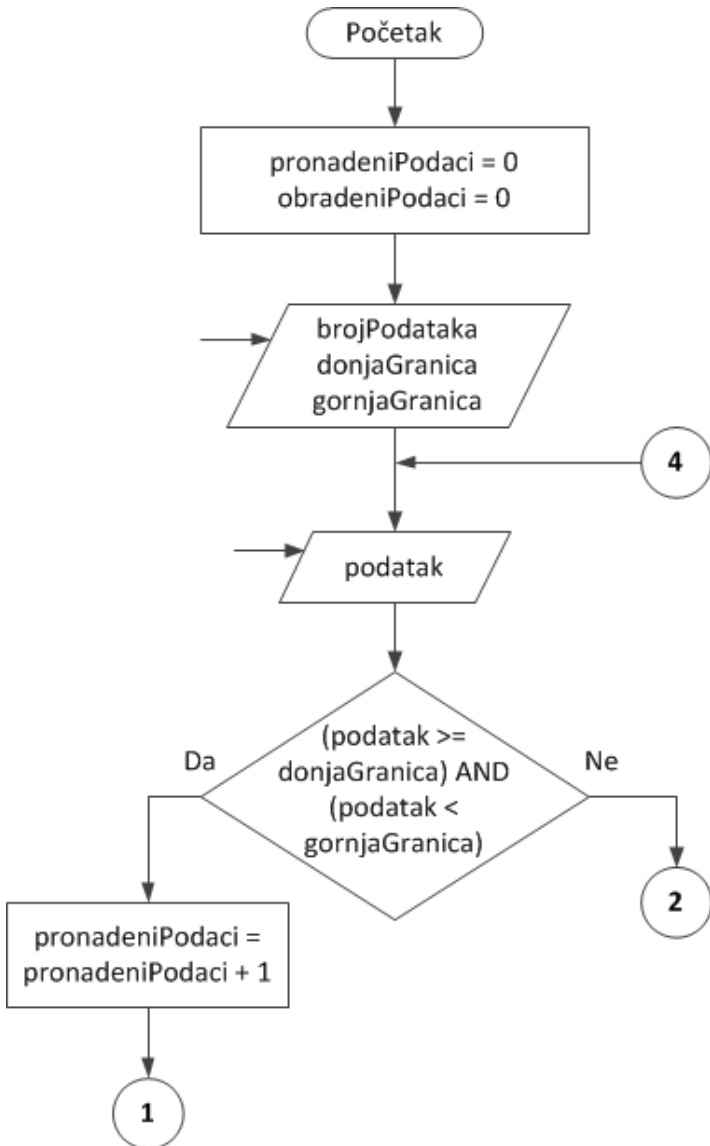 Početak
pronadeniPodaci = 0
obradeniPodaci = 0
brojPodataka
donjaGranica
gornjaGranica
4
podatak
(podatak >=
donjaGranica) AND
(podatak <
gornjaGranica)
Da
Ne
pronadeniPodaci =
pronadeniPodaci + 1
2
1